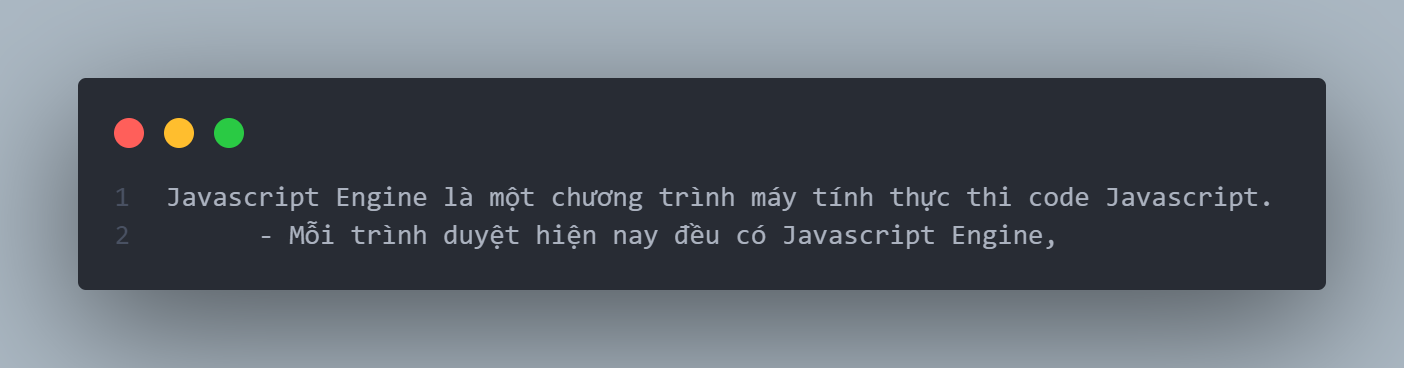 1 Javascript Engine là một chương trình máy tính thực thi code Javascript.
2 - Mỗi trình duyệt hiện nay đều có Javascript Engine,